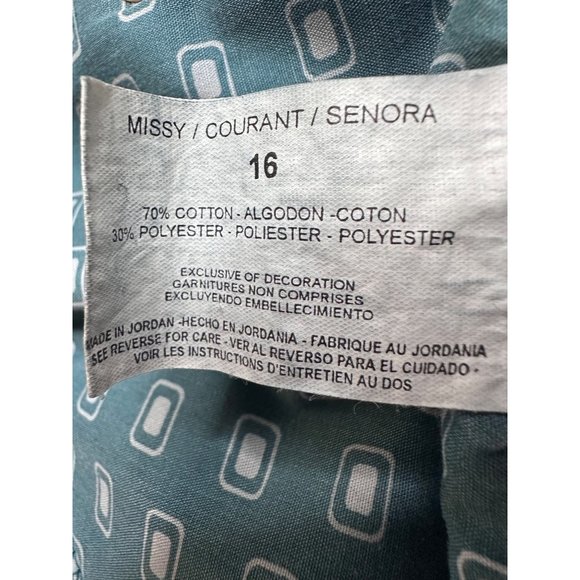 MISSY / COURANT / SENORA
16
70% COTTON - ALGODON -COTON
30% POLYESTER - POLIESTER - POLYESTER
EXCLUSIVE OF DECORATION
GARNITURES NON COMPRISES
EXCLUYENDO EMBELLECIMIENTO
MADE IN JORDAN -HECHO EN JORDANIA - FABRIQUE AU JORDANIA
SEE REVERSE FOR CARE - VER AL REVERSO PARA EL CUIDADO -
VOIR LES INSTRUCTIONS D'ENTRETIEN AU DOS